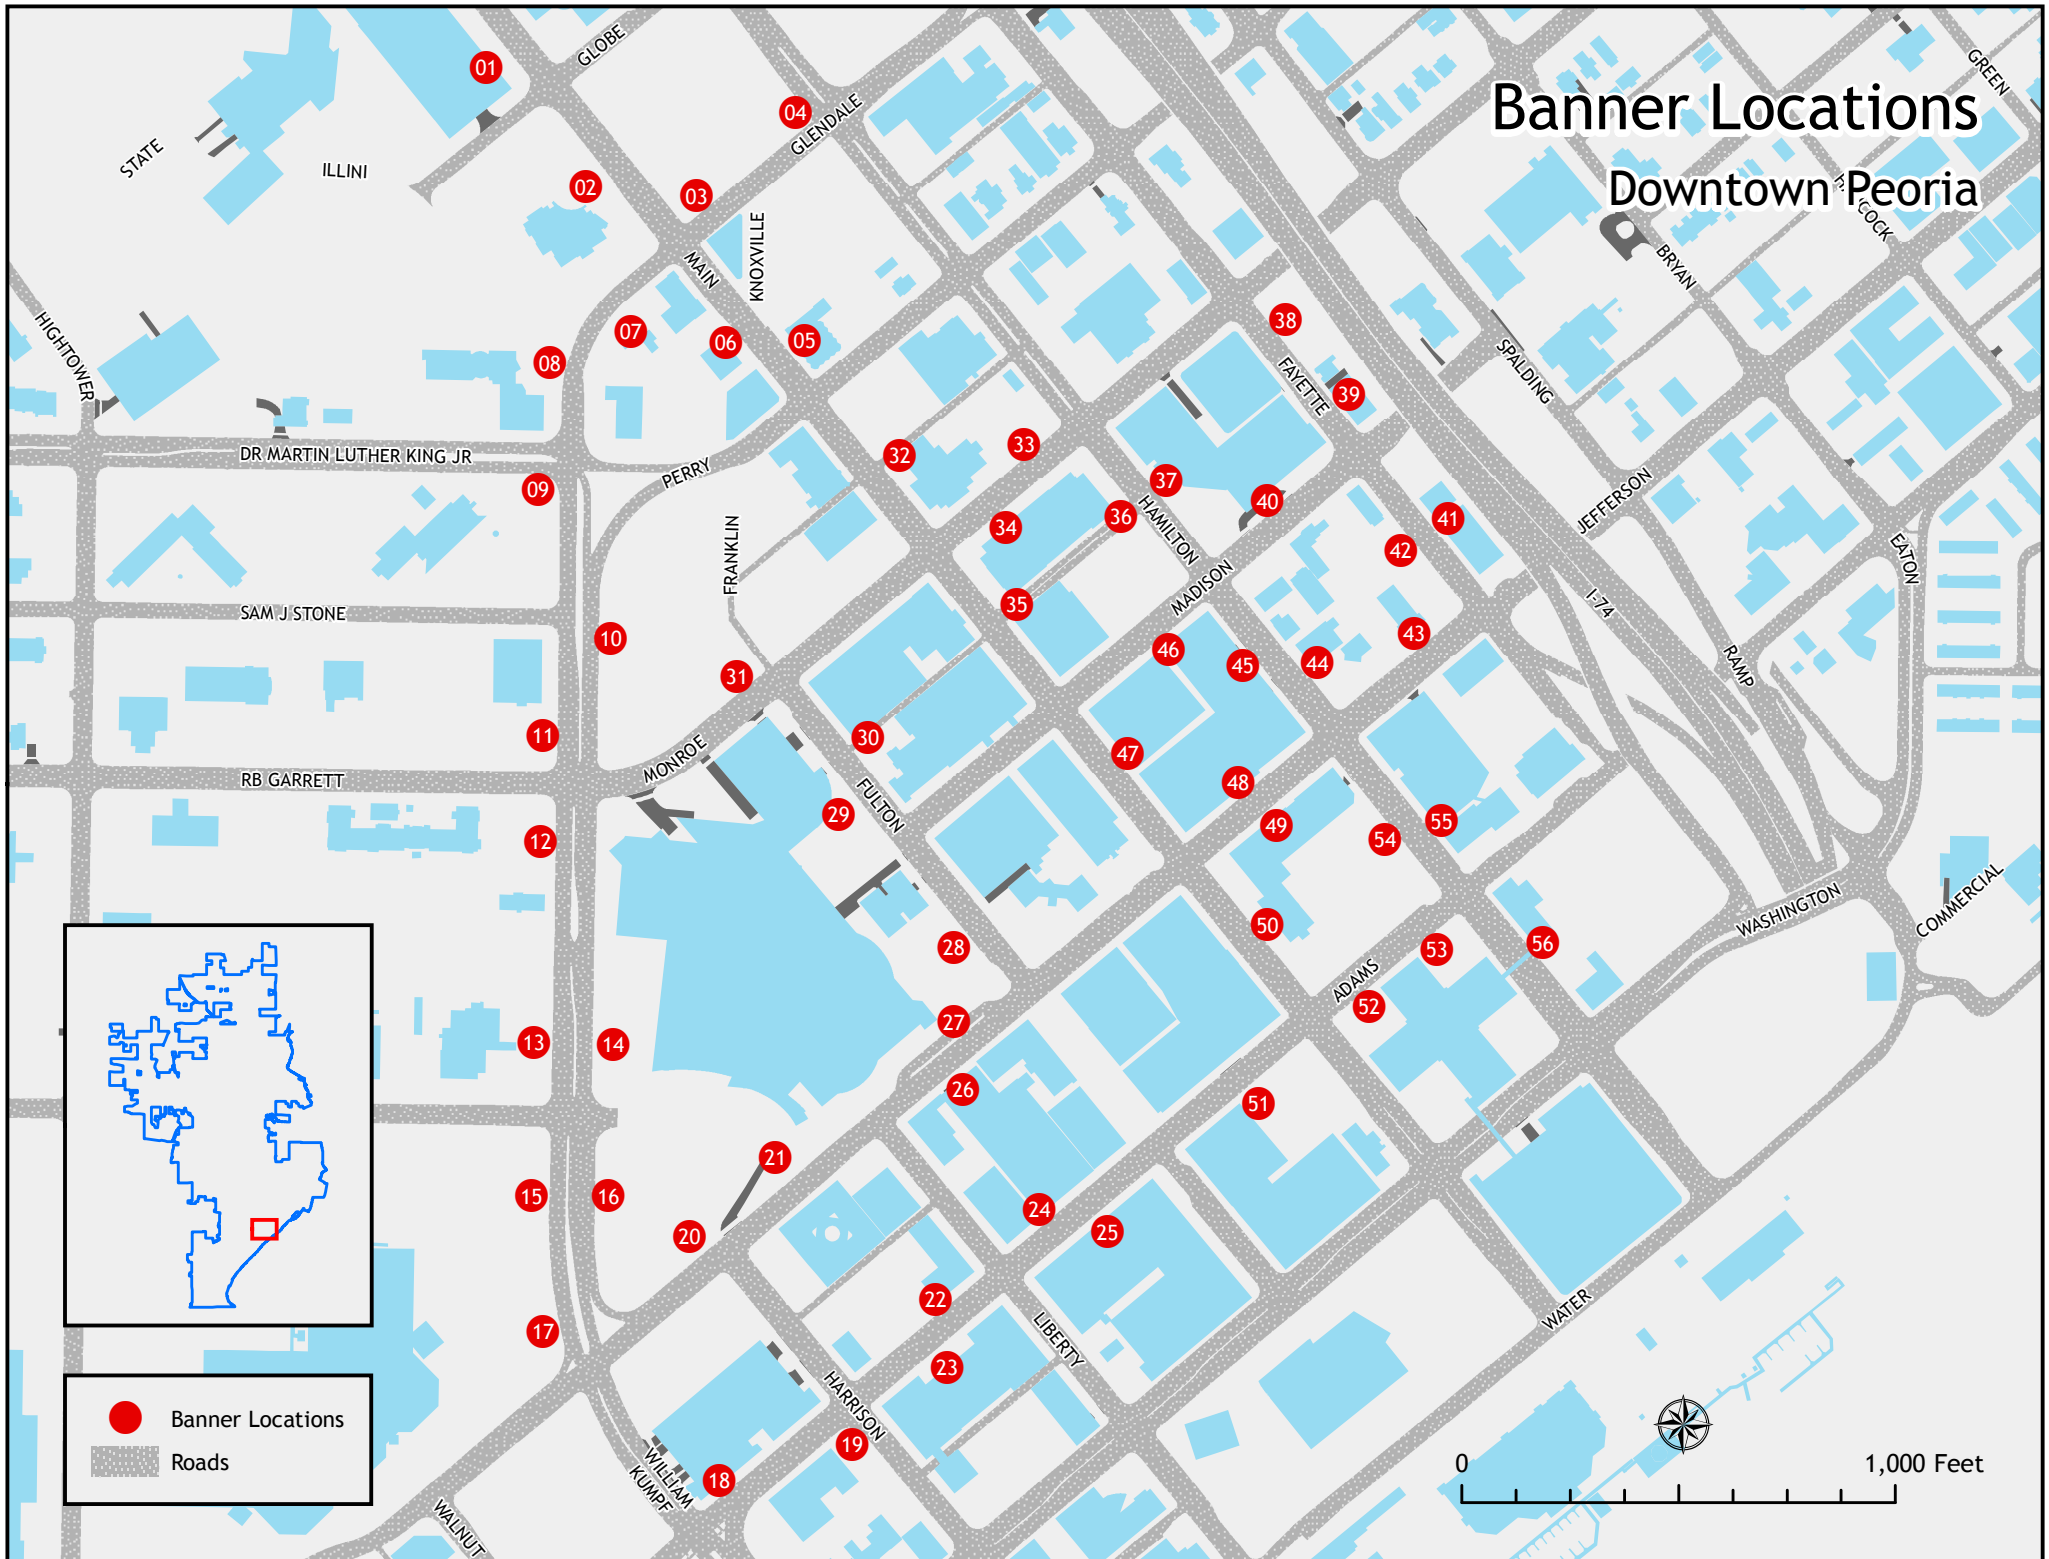 Banner Locations
Downtown Peoria
GLOBE
GREEN
01
04
GLENDALE
STATE
ILLINI
02
03
HANCOCK
KNOXVILLE
MAIN
BRYAN
HIGHTOWER
07
06
05
38
08
FAYETTE
SPALDING
39
DR MARTIN LUTHER KING JR
PERRY
32
33
37
09
40
JEFFERSON
34
36
HAMILTON
41
FRANKLIN
42
EATON
MADISON
SAM J STONE
35
I-74
10
43
46
45
44
31
RAMP
11
30
47
MONROE
RB GARRETT
48
29
FULTON
12
49
54
55
50
WASHINGTON
COMMERCIAL
28
53
56
ADAMS
27
52
13
14
26
51
21
15
16
20
24
25
22
WATER
17
LIBERTY
23
HARRISON
19
18
WILLIAM
KUMPF
WALNUT
Banner Locations
Roads
0
1,000 Feet